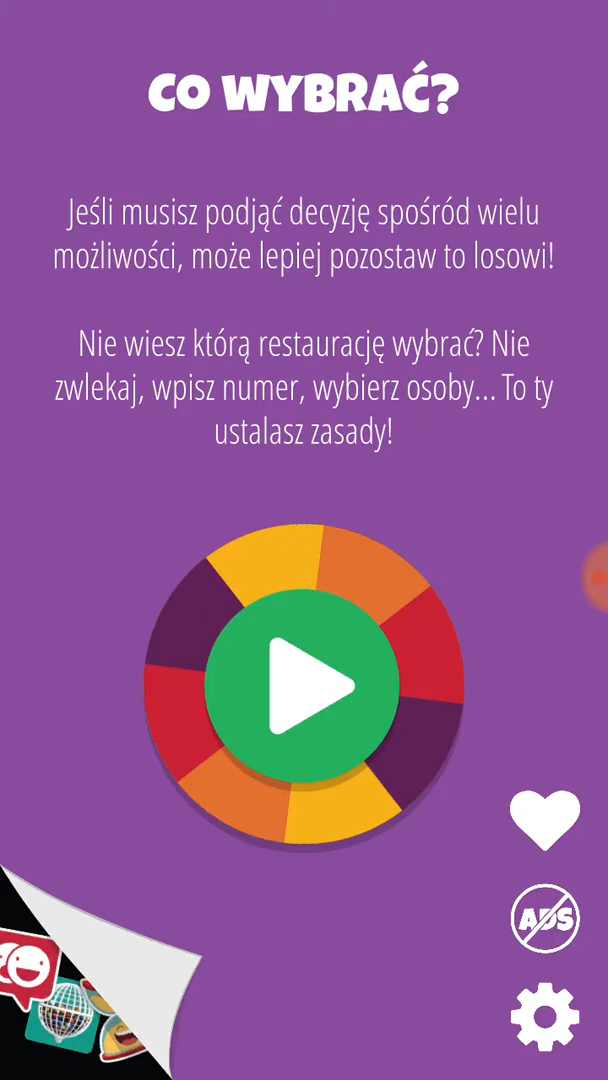 CO WYBRAĆ?
Jeśli musisz podjąć decyzję spośród wielu
możliwości, może lepiej pozostaw to losowi!
Nie wiesz którą restaurację wybrać? Nie
zwlekaj, wpisz numer, wybierz osoby... To ty
ustalasz zasady!
ADS